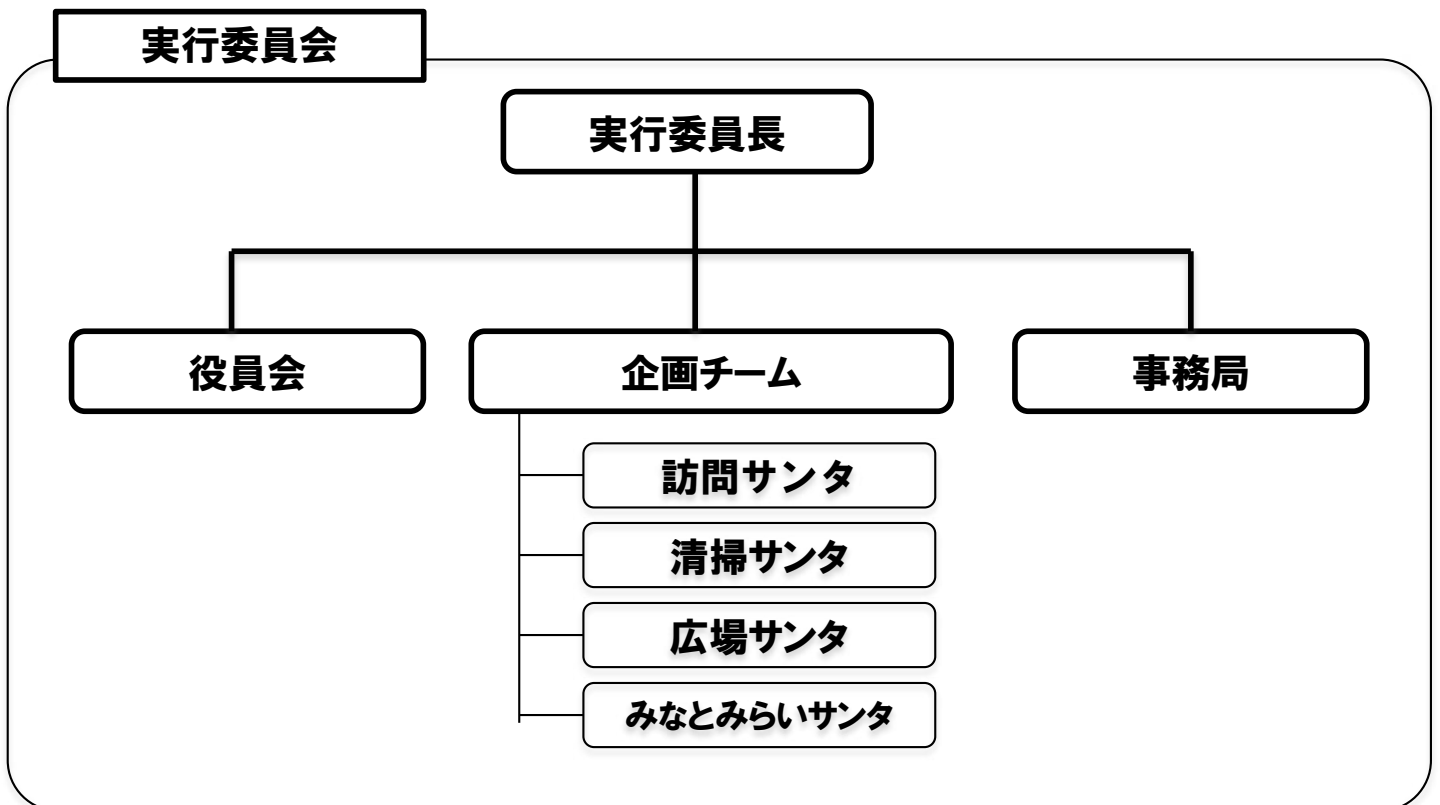 実行委員会
実行委員長
役員会
企画チーム
事務局
訪問サンタ
清掃サンタ
広場サンタ
みなとみらいサンタ